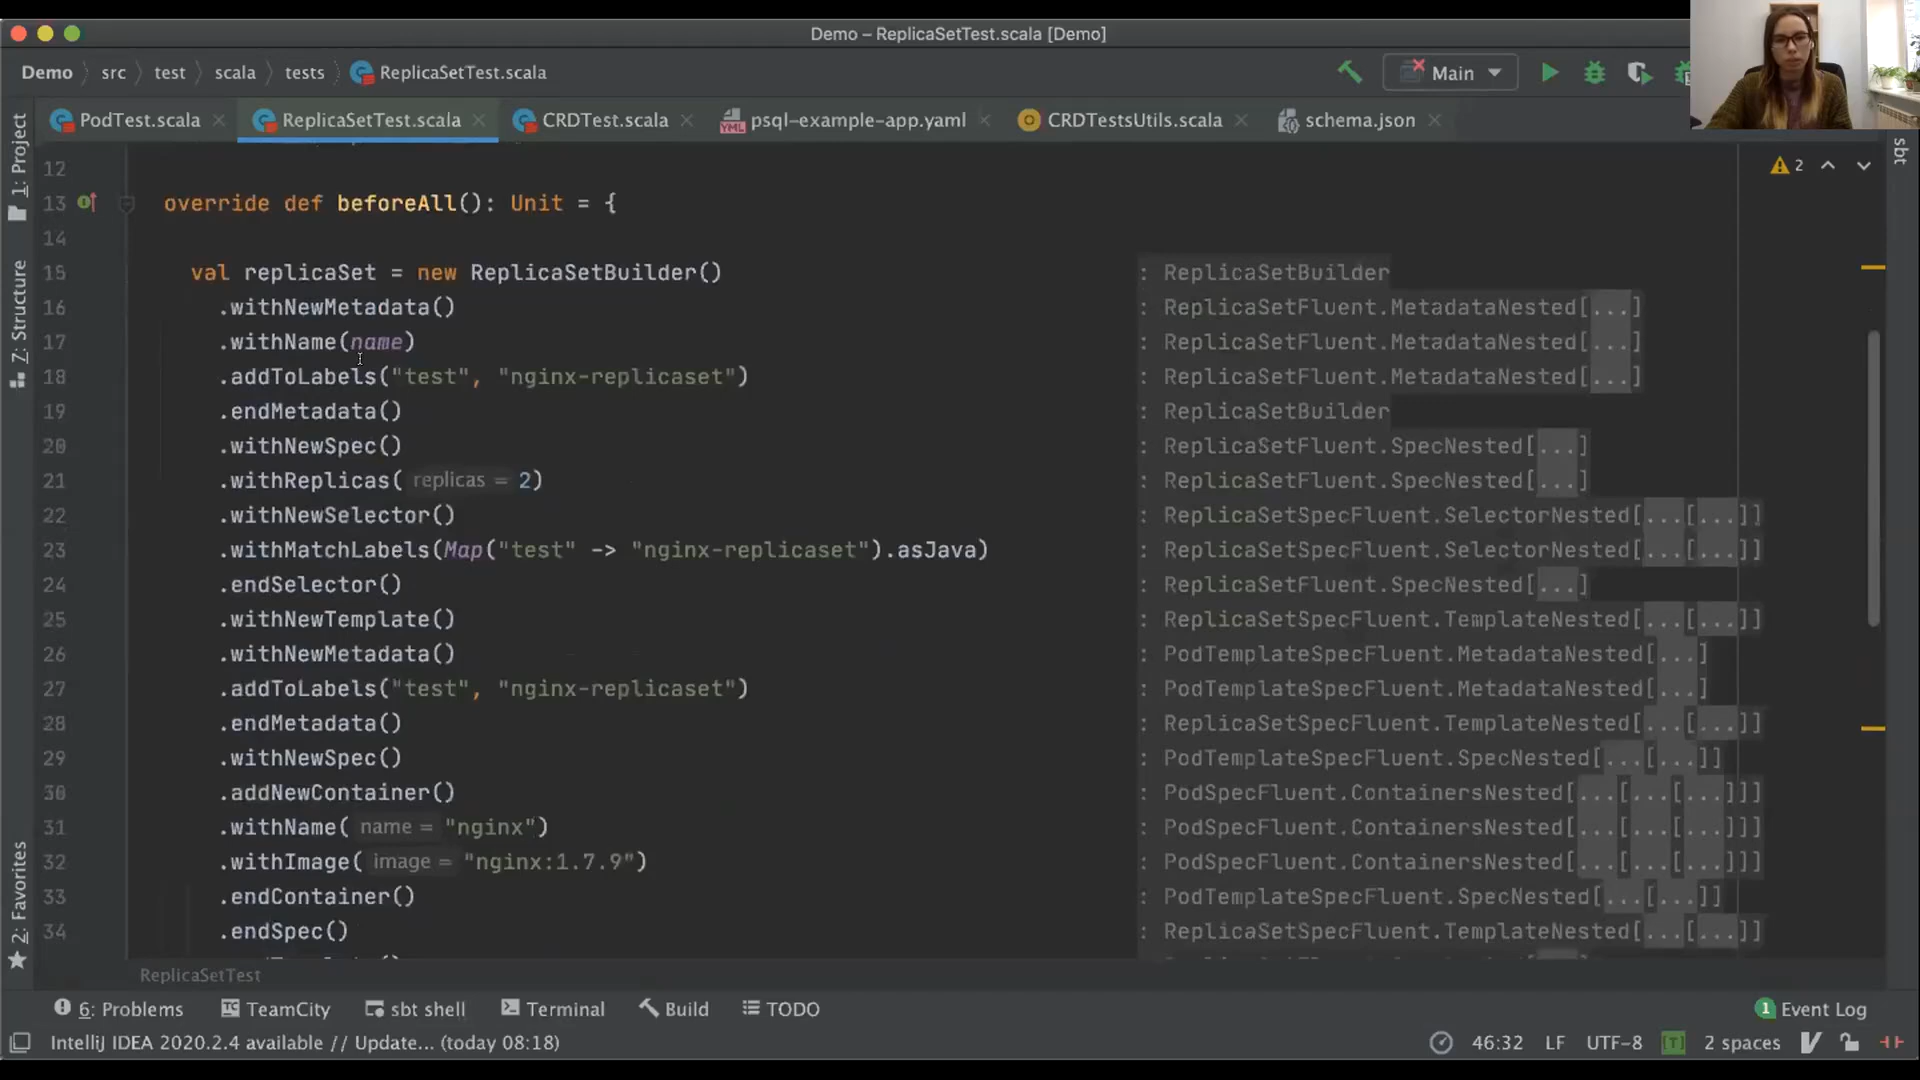 Demo – ReplicaSetTest.scala [Demo]
Demo src test scala tests ReplicaSetTest.scala Main
PodTest.scala ReplicaSetTest.scala CRDTest.scala psql-example-app.yaml CRDTestsUtils.scala schema.json
1: Project
7: Structure
2: Favorites
sbt
2
12
13 override def beforeAll(): Unit = {
14
15 val replicaSet = new ReplicaSetBuilder() : ReplicaSetBuilder
16 .withNewMetadata() : ReplicaSetFluent.MetadataNested[...]
17 .withName(name) : ReplicaSetFluent.MetadataNested[...]
18 .addToLabels("test", "nginx-replicaset") : ReplicaSetFluent.MetadataNested[...]
19 .endMetadata() : ReplicaSetBuilder
20 .withNewSpec() : ReplicaSetFluent.SpecNested[...]
21 .withReplicas( replicas = 2) : ReplicaSetFluent.SpecNested[...]
22 .withNewSelector() : ReplicaSetSpecFluent.SelectorNested[...[...]]
23 .withMatchLabels(Map("test" -> "nginx-replicaset").asJava) : ReplicaSetSpecFluent.SelectorNested[...[...]]
24 .endSelector() : ReplicaSetFluent.SpecNested[...]
25 .withNewTemplate() : ReplicaSetSpecFluent.TemplateNested[...[...]]
26 .withNewMetadata() : PodTemplateSpecFluent.MetadataNested[...]
27 .addToLabels("test", "nginx-replicaset") : PodTemplateSpecFluent.MetadataNested[...]
28 .endMetadata() : ReplicaSetSpecFluent.TemplateNested[...[...]]
29 .withNewSpec() : PodTemplateSpecFluent.SpecNested[...[...]]
30 .addNewContainer() : PodSpecFluent.ContainersNested[...[...[...]]]
31 .withName( name = "nginx") : PodSpecFluent.ContainersNested[...[...[...]]]
32 .withImage( image = "nginx:1.7.9") : PodSpecFluent.ContainersNested[...[...[...]]]
33 .endContainer() : PodTemplateSpecFluent.SpecNested[...[...]]
34 .endSpec() : ReplicaSetSpecFluent.TemplateNested[...[...]]
ReplicaSetTest
6: Problems TeamCity sbt shell Terminal Build TODO 1 Event Log
IntelliJ IDEA 2020.2.4 available // Update... (today 08:18) 46:32 LF UTF-8 [T] 2 spaces